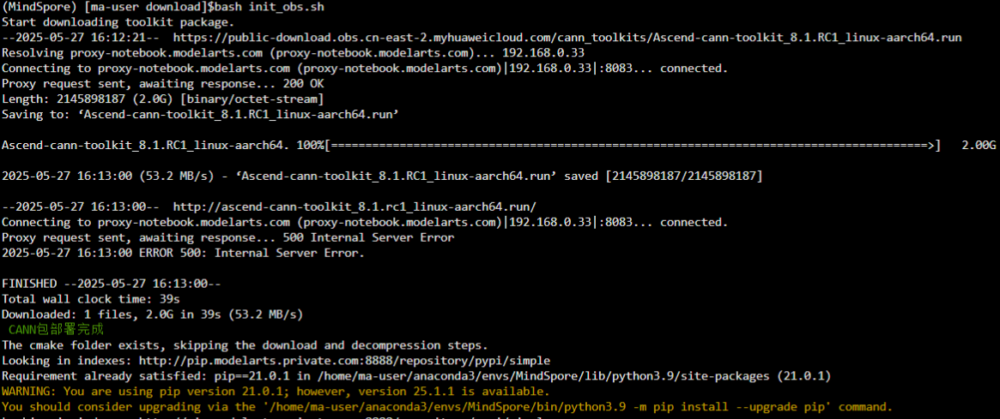 (MindSpore) [ma-user download]$bash init_obs.sh
Start downloading toolkit package.
--2025-05-27 16:12:21--  https://public-download.obs.cn-east-2.myhuaweicloud.com/cann_toolkits/Ascend-cann-toolkit_8.1.RC1_linux-aarch64.run
Resolving proxy-notebook.modelarts.com (proxy-notebook.modelarts.com)... 192.168.0.33
Connecting to proxy-notebook.modelarts.com (proxy-notebook.modelarts.com)|192.168.0.33|:8083... connected.
Proxy request sent, awaiting response... 200 OK
Length: 2145898187 (2.0G) [binary/octet-stream]
Saving to: ‘Ascend-cann-toolkit_8.1.RC1_linux-aarch64.run’
Ascend-cann-toolkit_8.1.RC1_linux-aarch64. 100%[=======================================================================================>]   2.00G
2025-05-27 16:13:00 (53.2 MB/s) - ‘Ascend-cann-toolkit_8.1.RC1_linux-aarch64.run’ saved [2145898187/2145898187]
--2025-05-27 16:13:00--  http://ascend-cann-toolkit_8.1.rc1_linux-aarch64.run/
Connecting to proxy-notebook.modelarts.com (proxy-notebook.modelarts.com)|192.168.0.33|:8083... connected.
Proxy request sent, awaiting response... 500 Internal Server Error
2025-05-27 16:13:00 ERROR 500: Internal Server Error.
FINISHED --2025-05-27 16:13:00--
Total wall clock time: 39s
Downloaded: 1 files, 2.0G in 39s (53.2 MB/s)
CANN包部署完成
The cmake folder exists, skipping the download and decompression steps.
Looking in indexes: http://pip.modelarts.private.com:8888/repository/pypi/simple
Requirement already satisfied: pip==21.0.1 in /home/ma-user/anaconda3/envs/MindSpore/lib/python3.9/site-packages (21.0.1)
WARNING: You are using pip version 21.0.1; however, version 25.1.1 is available.
You should consider upgrading via the '/home/ma-user/anaconda3/envs/MindSpore/bin/python3.9 -m pip install --upgrade pip' command.